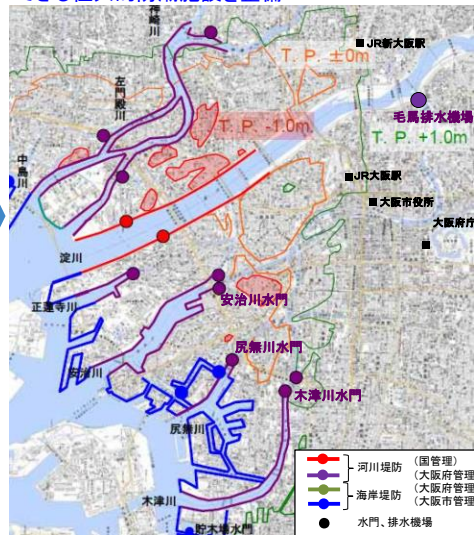 神崎川
JR新大阪駅
T. P. ±0m
左門殿川
毛馬排水機場
T. P. -1.0m
T. P. +1.0m
中島川
JR大阪駅
大阪市役所
大阪府庁
淀川
正蓮寺川
安治川水門
尻無川水門
安治川
木津川水門
尻無川
木津川
貯木場水門
河川堤防 (国管理)
(大阪府管理)
海岸堤防 (大阪府管理)
(大阪市管理)
水門、排水機場